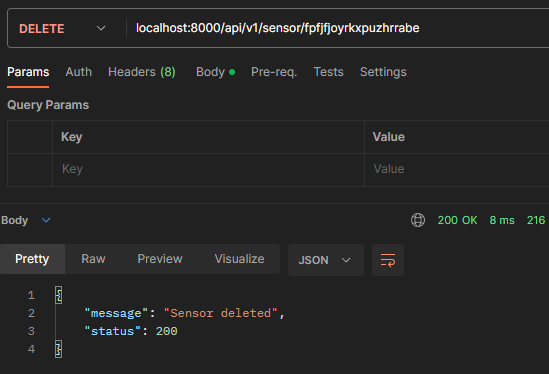 DELETE localhost:8000/api/v1/sensor/fpfjfjoyrkxpuzhrrabe
Params Auth Headers (8) Body Pre-req. Tests Settings
Query Params
Key Value
Key Value
Body 200 OK 8 ms 216
Pretty Raw Preview Visualize JSON
1 {
2 "message": "Sensor deleted",
3 "status": 200
4 }